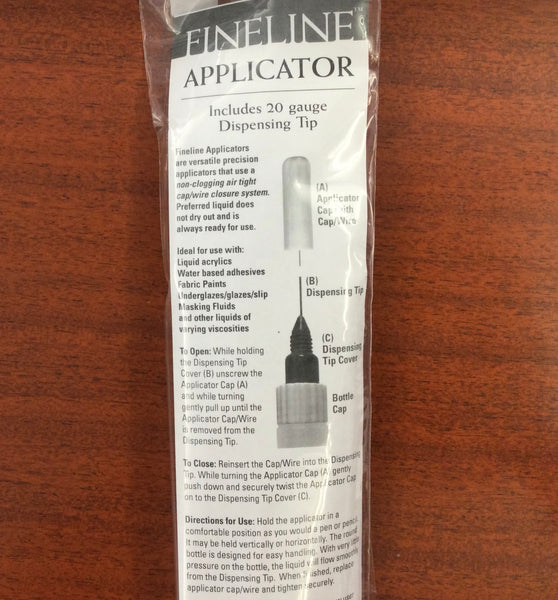 FINELINE™
APPLICATOR
Includes 20 gauge
Dispensing Tip
Fineline Applicators
are versatile precision
applicators that use a
non-clogging air tight
cap/wire closure system.
Preferred liquid does
not dry out and is
always ready for use.
Ideal for use with:
Liquid acrylics
Water based adhesives
Fabric Paints
Underglazes/glazes/slip
Masking Fluids
and other liquids of
varying viscosities
(A)
Applicator
Cap with
Cap/Wire
(B)
Dispensing Tip
(C)
Dispensing
Tip Cover
Bottle
Cap
To Open: While holding
the Dispensing Tip
Cover (B) unscrew the
Applicator Cap (A)
and while turning
gently pull up until the
Applicator Cap/Wire
is removed from the
Dispensing Tip.
To Close: Reinsert the Cap/Wire into the Dispensing
Tip. While turning the Applicator Cap (A) gently
push down and securely twist the Applicator Cap
on to the Dispensing Tip Cover (C).
Directions for Use: Hold the applicator in a
comfortable position as you would a pen or pencil.
It may be held vertically or horizontally. The round
bottle is designed for easy handling. With very little
pressure on the bottle, the liquid will flow smoothly
from the Dispensing Tip. When finished, replace
applicator cap/wire and tighten securely.